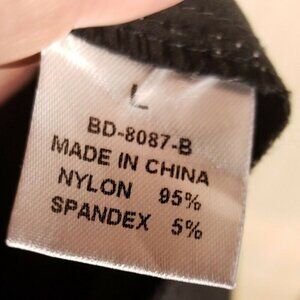 L
BD-8087-B
MADE IN CHINA
NYLON 95%
SPANDEX 5%